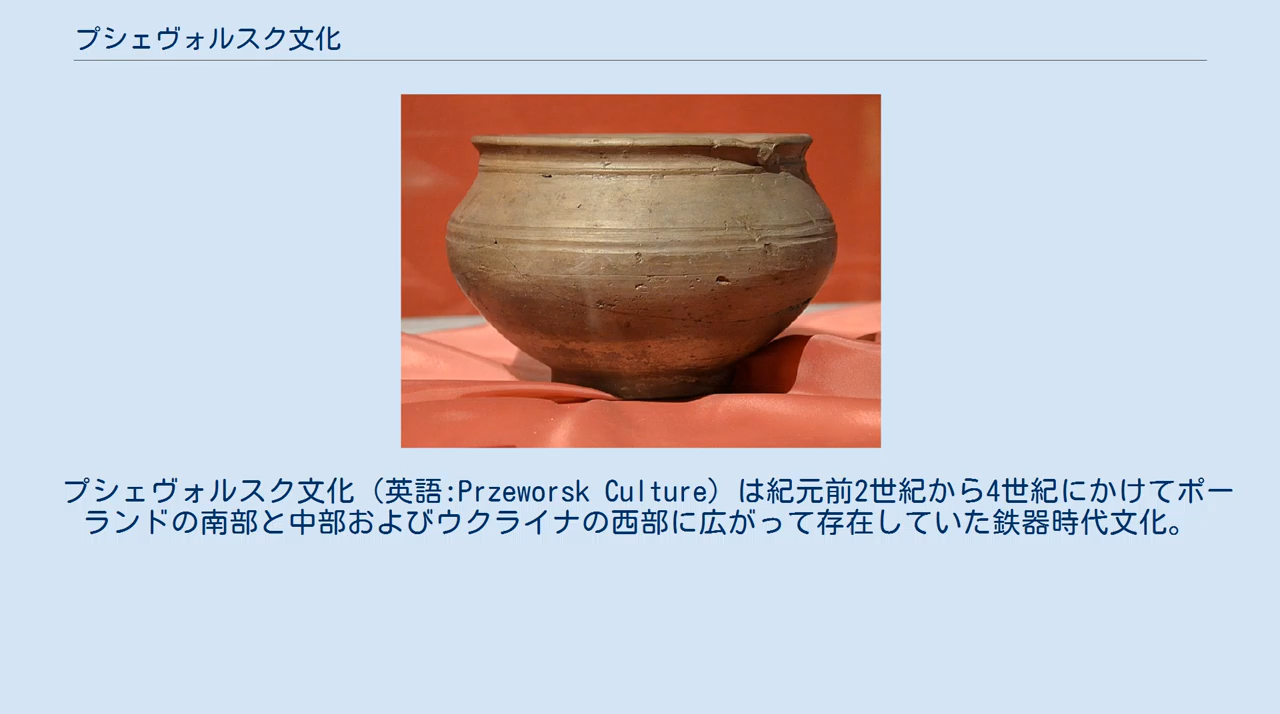 プシェヴォルスク文化
プシェヴォルスク文化（英語:Przeworsk Culture）は紀元前2世紀から4世紀にかけてポー
ランドの南部と中部およびウクライナの西部に広がって存在していた鉄器時代文化。